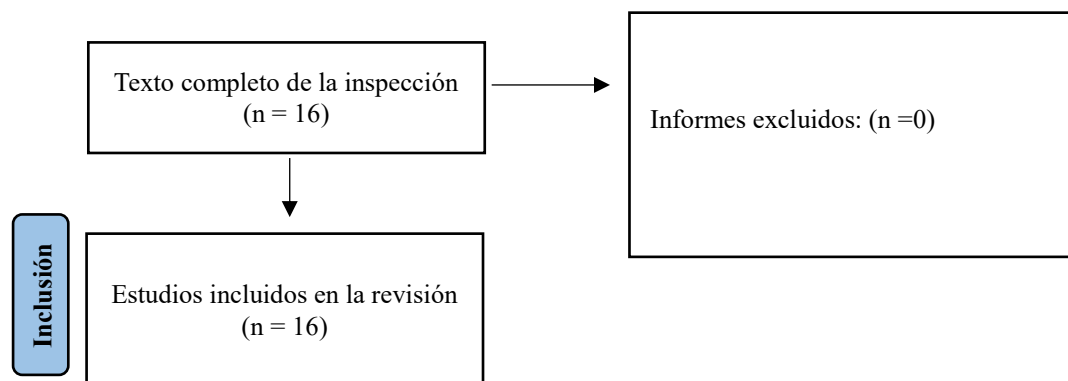 Texto completo de la inspección
(n = 16)
Informes excluidos: (n =0)
Inclusión
Estudios incluidos en la revisión
(n = 16)